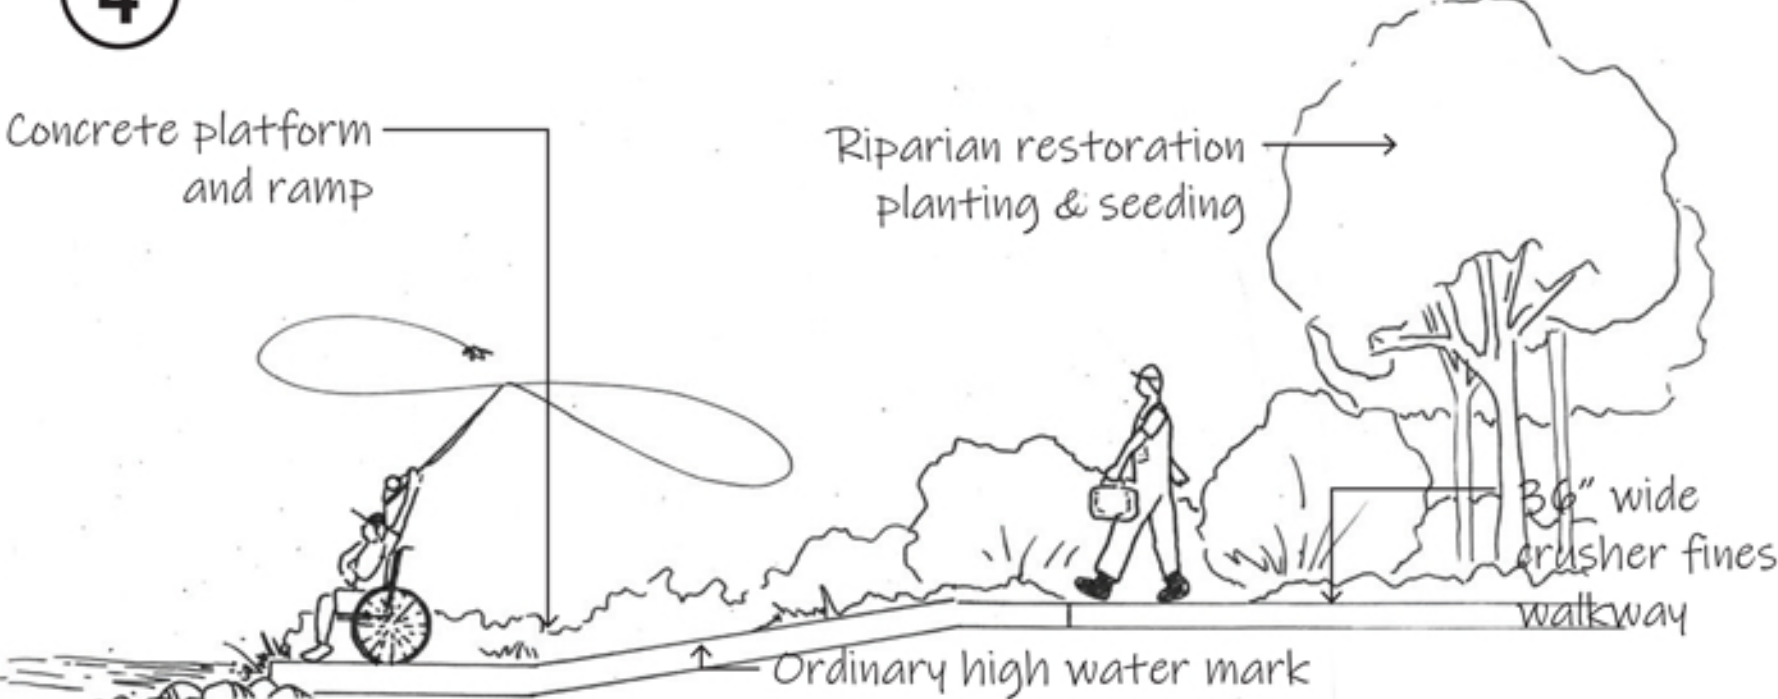 4
Concrete platform
and ramp
Riparian restoration
planting & seeding
36" wide
crusher fines
walkway
Ordinary high water mark